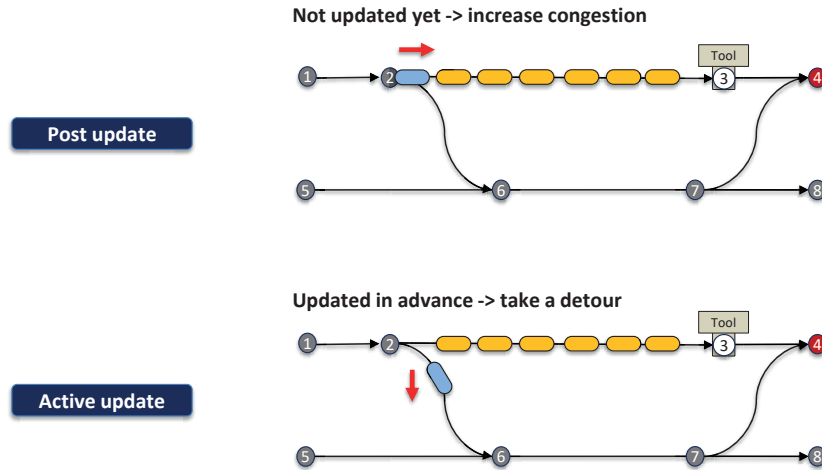 Not updated yet -> increase congestion
Tool
1
2
3
4
Post update
5
6
7
8
Updated in advance -> take a detour
Tool
1
2
3
4
Active update
5
6
7
8